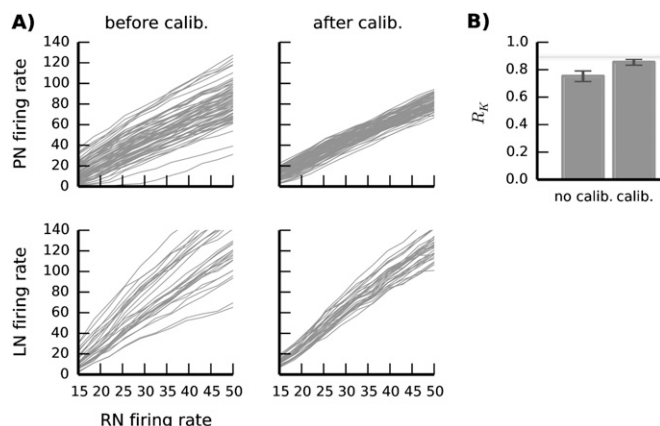 A)
before calib.
after calib.
B)
PN firing rate
140
120
100
80
60
40
20
0
LN firing rate
140
120
100
80
60
40
20
0
15 20 25 30 35 40 45 50
15 20 25 30 35 40 45 50
RN firing rate
R_K
1.0
0.8
0.6
0.4
0.2
0.0
no calib. calib.